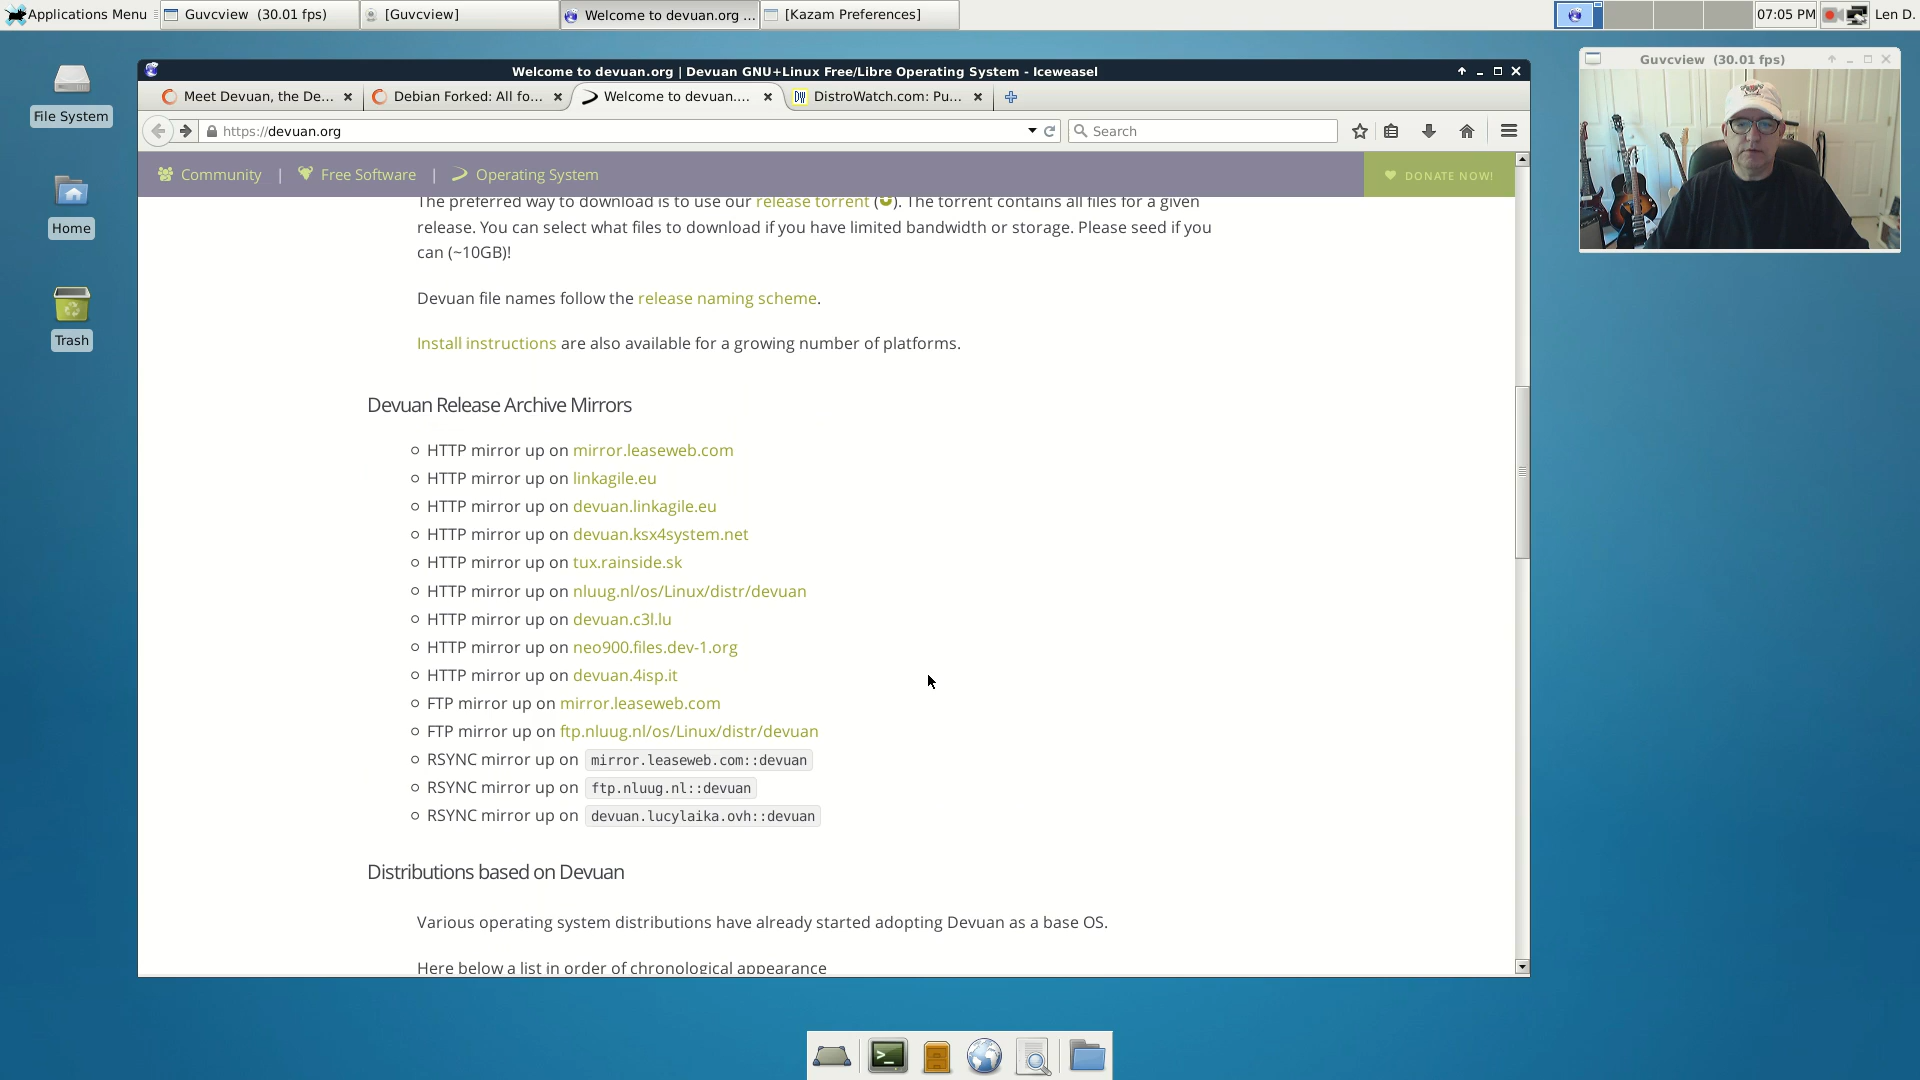 Applications Menu
Guvcview (30.01 fps)
[Guvcview]
Welcome to devuan.org ...
[Kazam Preferences]
07:05 PM
Len D.
File System
Home
Trash
Welcome to devuan.org | Devuan GNU+Linux Free/Libre Operating System - Iceweasel
Meet Devuan, the De...
Debian Forked: All fo...
Welcome to devuan....
DW
DistroWatch.com: Pu...
https://devuan.org
Search
Community | Free Software | Operating System
DONATE NOW!
The preferred way to download is to use our release torrent (). The torrent contains all files for a given
release. You can select what files to download if you have limited bandwidth or storage. Please seed if you
can (~10GB)!
Devuan file names follow the release naming scheme.
Install instructions are also available for a growing number of platforms.
Devuan Release Archive Mirrors
HTTP mirror up on mirror.leaseweb.com
HTTP mirror up on linkagile.eu
HTTP mirror up on devuan.linkagile.eu
HTTP mirror up on devuan.ksx4system.net
HTTP mirror up on tux.rainside.sk
HTTP mirror up on nluug.nl/os/Linux/distr/devuan
HTTP mirror up on devuan.c3l.lu
HTTP mirror up on neo900.files.dev-1.org
HTTP mirror up on devuan.4isp.it
FTP mirror up on mirror.leaseweb.com
FTP mirror up on ftp.nluug.nl/os/Linux/distr/devuan
RSYNC mirror up on mirror.leaseweb.com::devuan
RSYNC mirror up on ftp.nluug.nl::devuan
RSYNC mirror up on devuan.lucylaika.ovh::devuan
Distributions based on Devuan
Various operating system distributions have already started adopting Devuan as a base OS.
Here below a list in order of chronological appearance
Guvcview (30.01 fps)